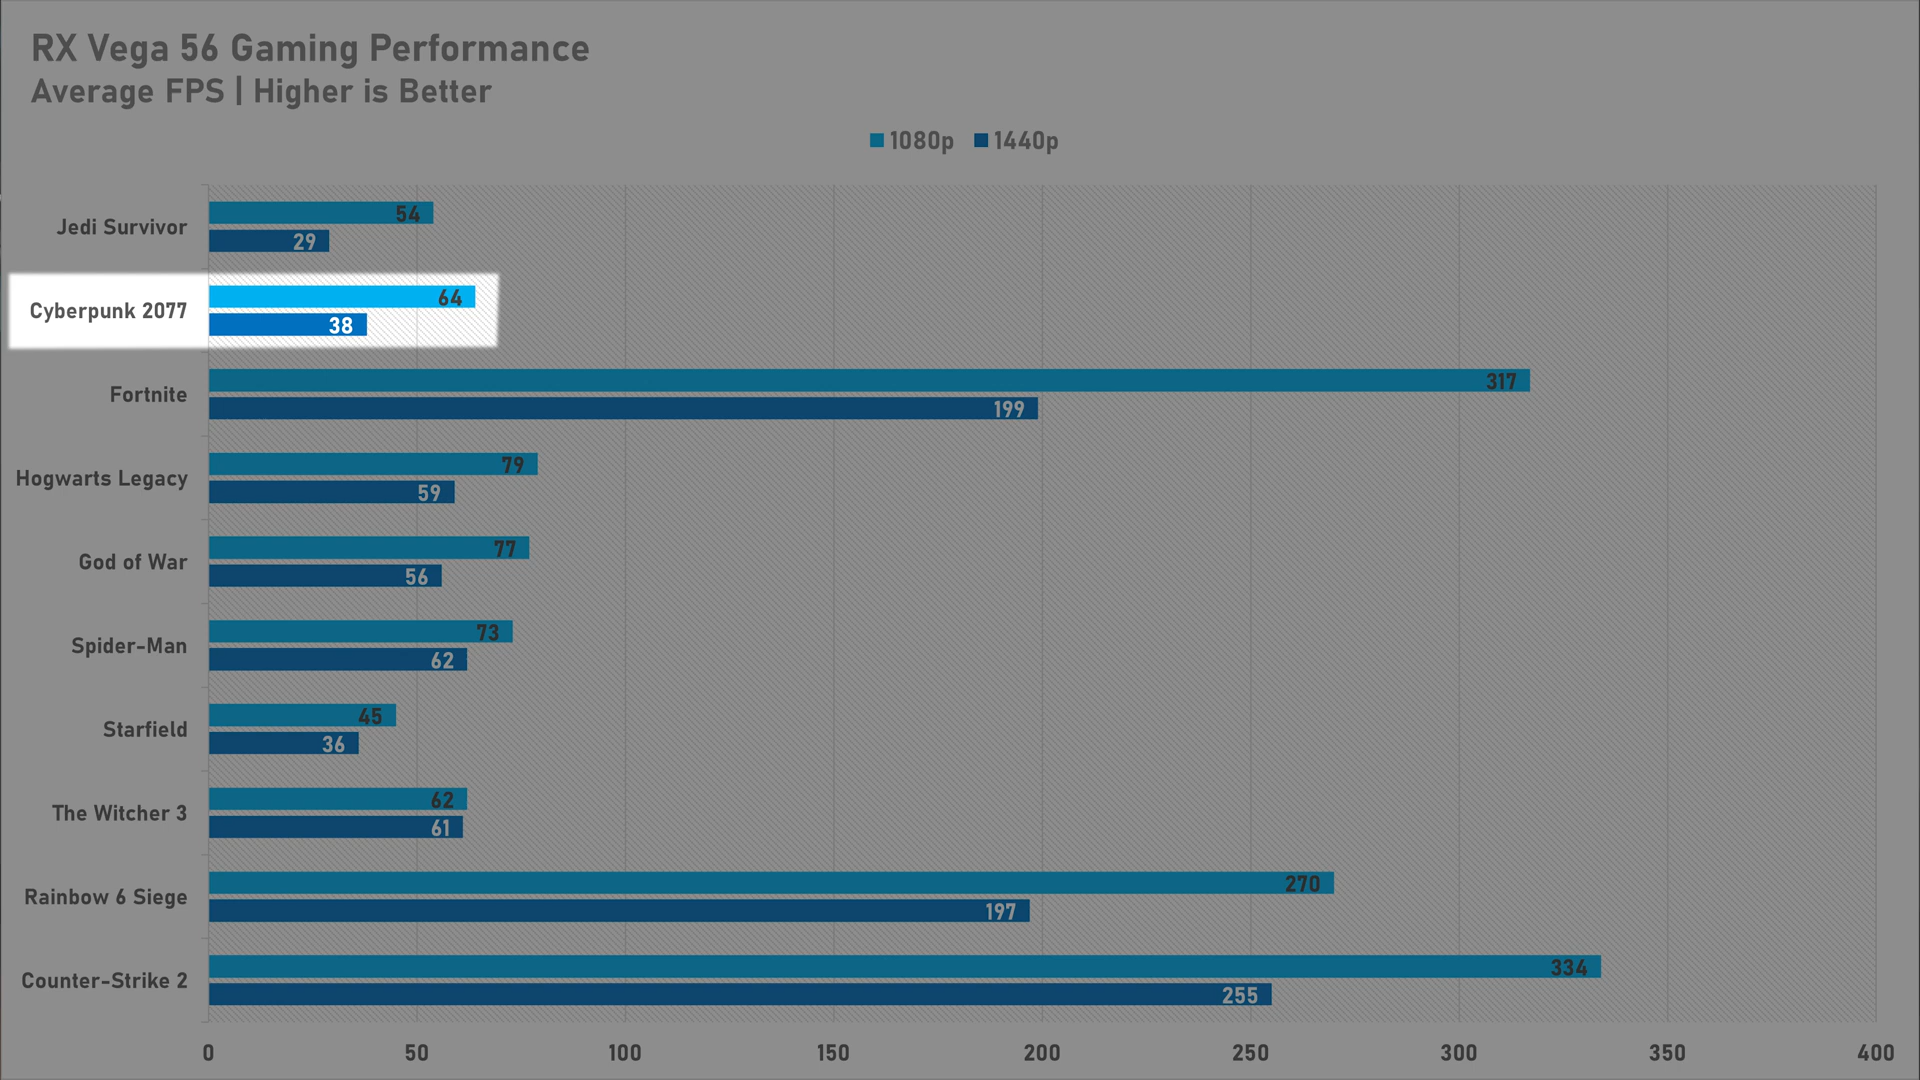 RX Vega 56 Gaming Performance
Average FPS | Higher is Better
1080p 1440p
Jedi Survivor 54
29
Cyberpunk 2077 64
38
Fortnite 317
199
Hogwarts Legacy 79
59
God of War 77
56
Spider-Man 73
62
Starfield 45
36
The Witcher 3 62
61
Rainbow 6 Siege 270
197
Counter-Strike 2 334
255
0 50 100 150 200 250 300 350 400